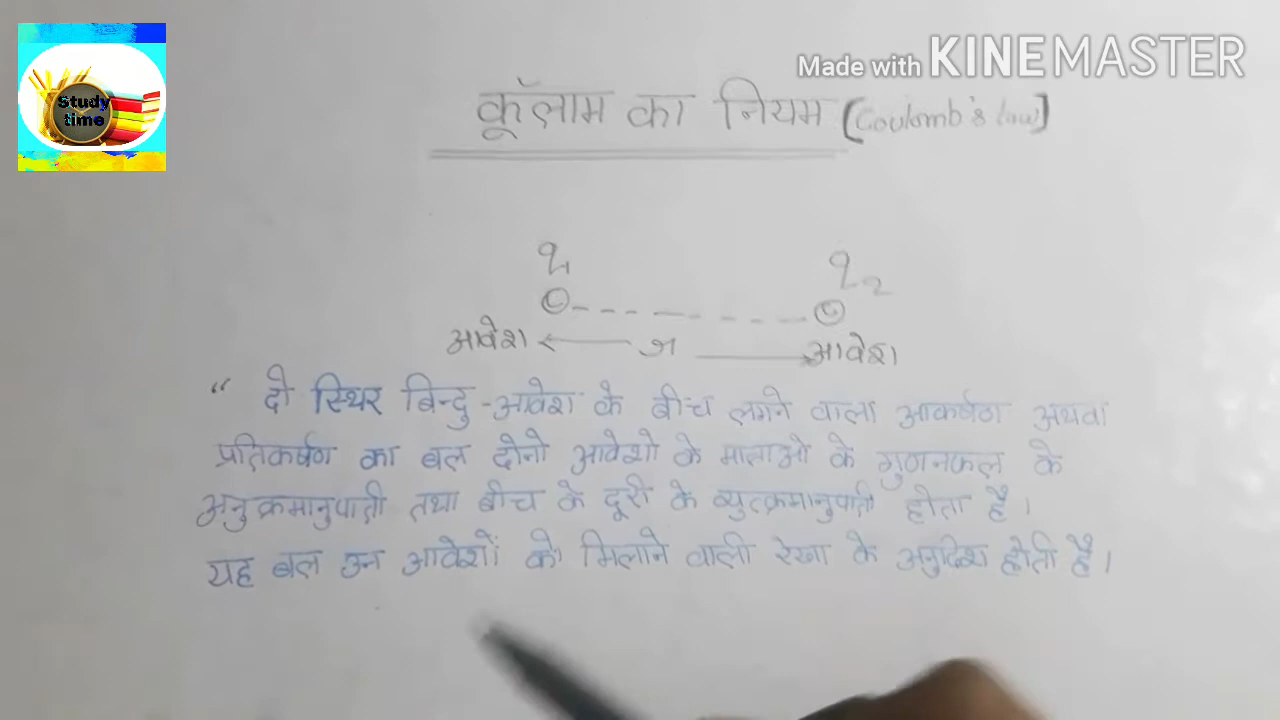 Study
time
Made with KINEMASTER
कूॅलाम का नियम (Coulomb's law)
q1
q2
आवेश आवेश
“ दो स्थिर बिन्दु -आवेश के बीच लगने वाला आकर्षण अथवा
प्रतिकर्षण का बल दोनो आवेशो के मात्राओ के गुणनफल के
अनुक्रमानुपाती तथा बीच के दूरी के व्युत्क्रमानुपाती होता है।
यह बल उन आवेशों को मिलाने वाली रेखा के अनुदिश होती है।